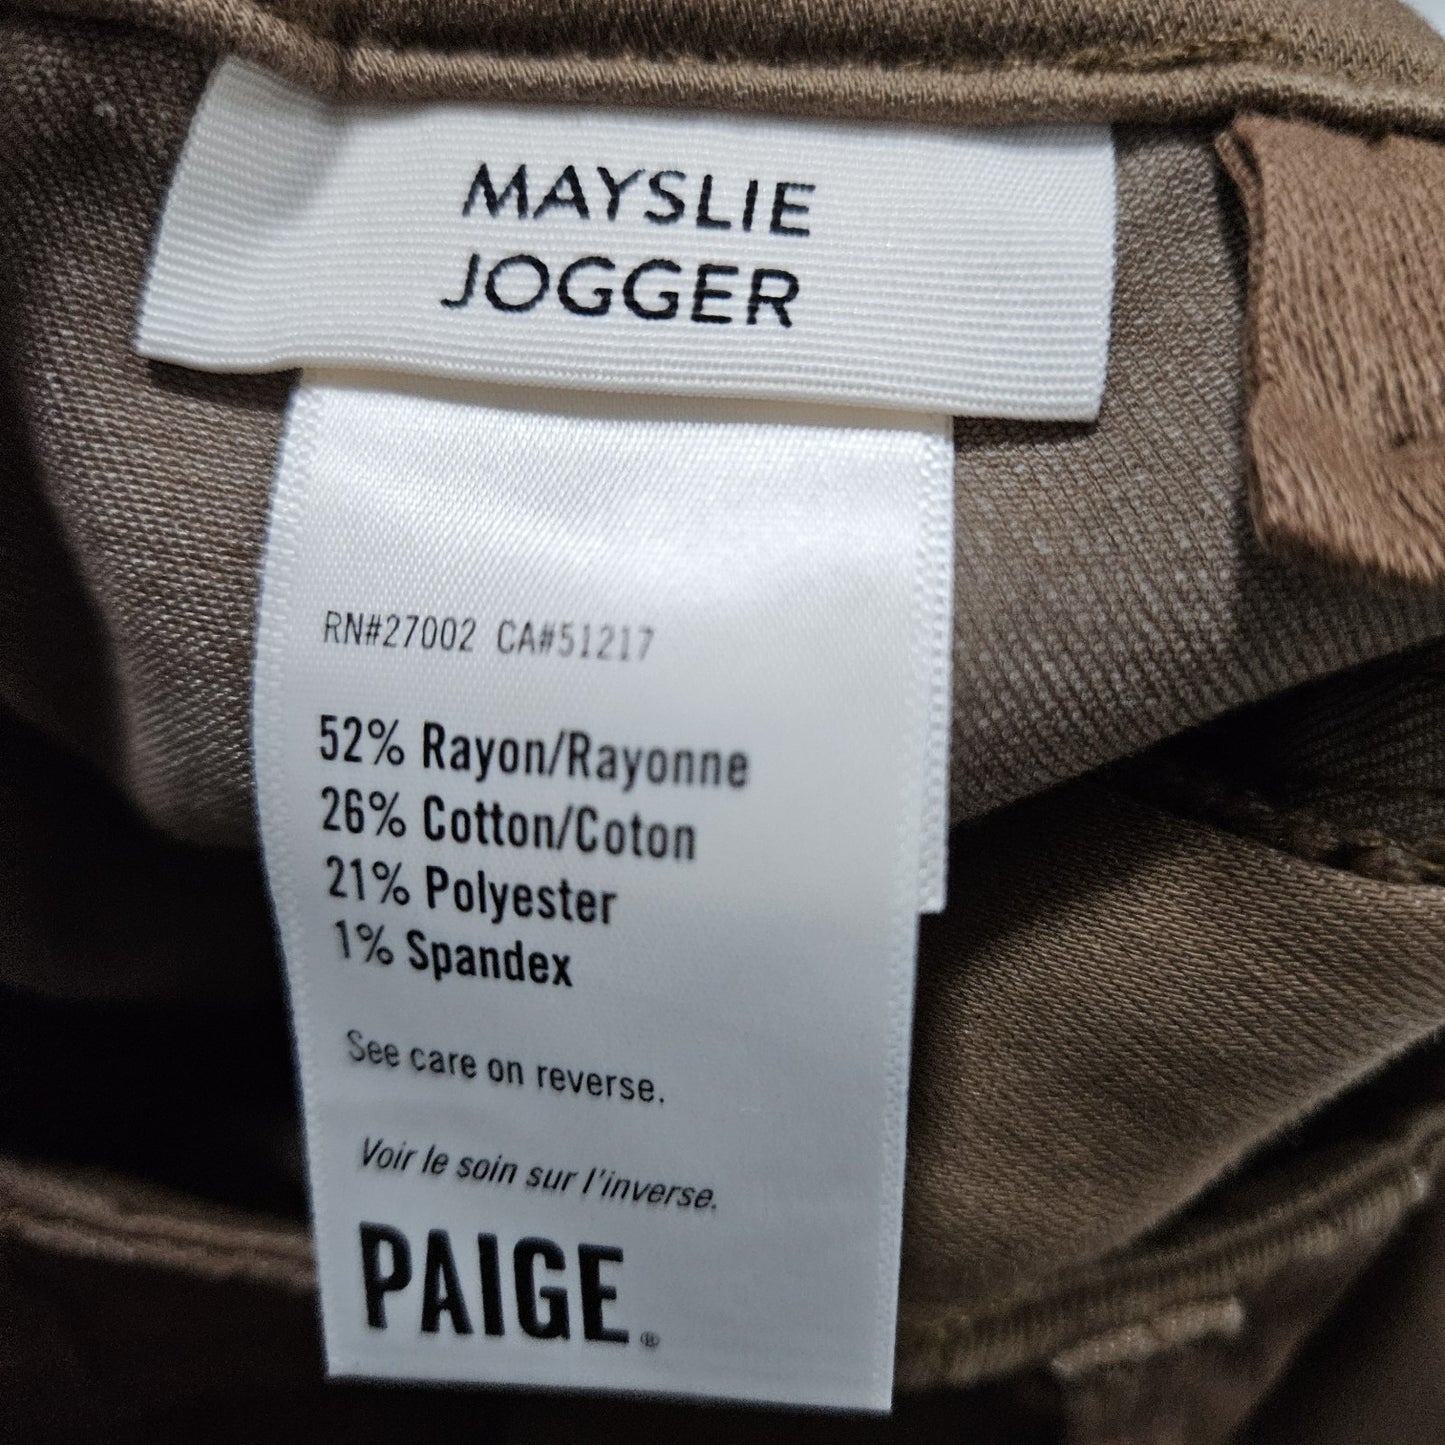 MAYSLIE
JOGGER
RN#27002 CA#51217
52% Rayon/Rayonne
26% Cotton/Coton
21% Polyester
1% Spandex
See care on reverse.
Voir le soin sur l'inverse.
PAIGE®